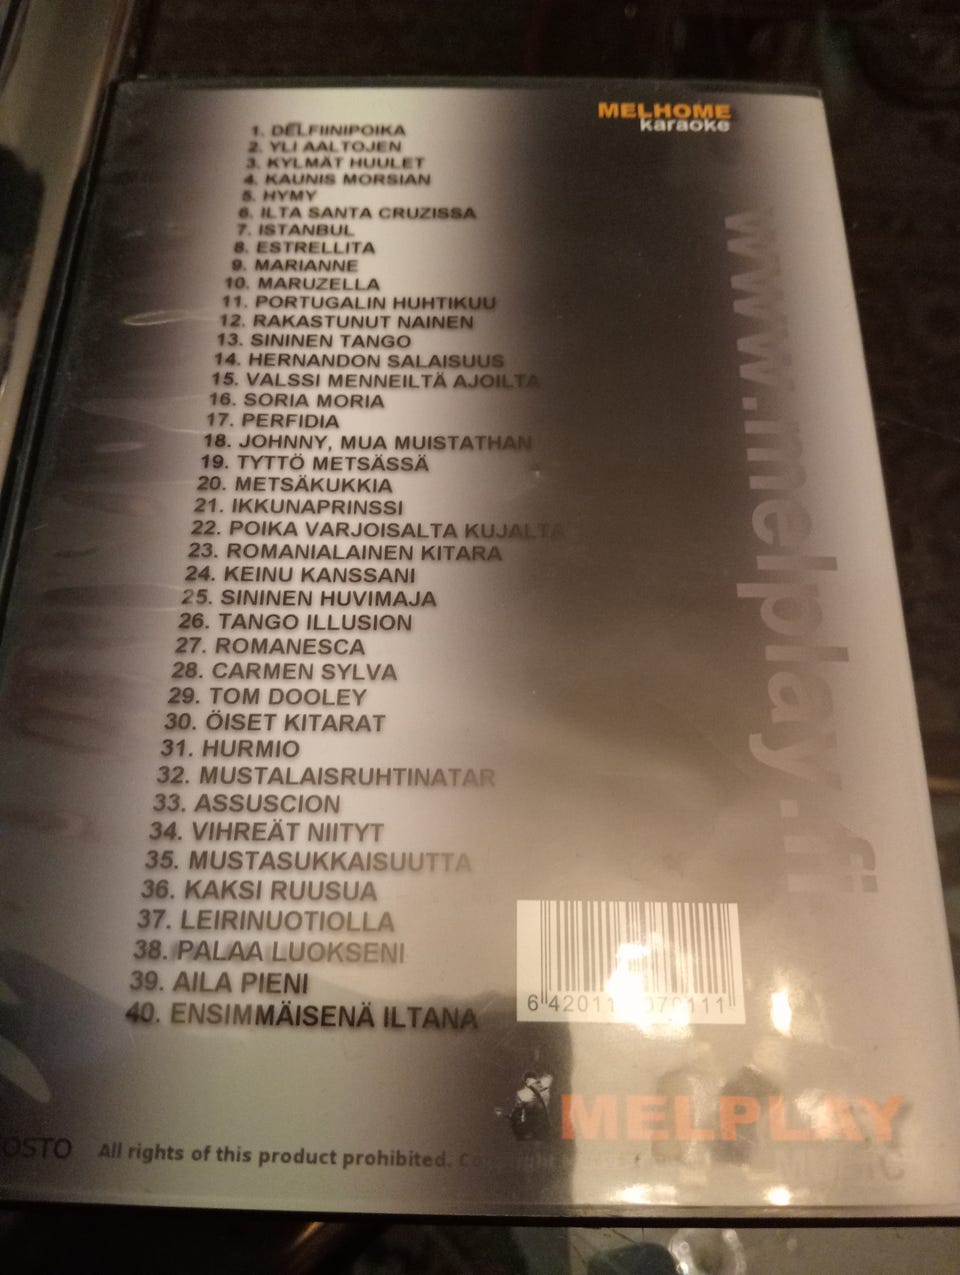 MELHOME
karaoke
1. DELFIINIPOIKA
2. YLI AALTOJEN
3. KYLMÄT HUULET
4. KAUNIS MORSIAN
5. HYMY
6. ILTA SANTA CRUZISSA
7. ISTANBUL
8. ESTRELLITA
9. MARIANNE
10. MARUZELLA
11. PORTUGALIN HUHTIKUU
12. RAKASTUNUT NAINEN
13. SININEN TANGO
14. HERNANDON SALAISUUS
15. VALSSI MENNEILTÄ AJOILTA
16. SORIA MORIA
17. PERFIDIA
18. JOHNNY, MUA MUISTATHAN
19. TYTTÖ METSÄSSÄ
20. METSÄKUKKIA
21. IKKUNAPRINSSI
22. POIKA VARJOISALTA KUJALTA
23. ROMANIALAINEN KITARA
24. KEINU KANSSANI
25. SININEN HUVIMAJA
26. TANGO ILLUSION
27. ROMANESCA
28. CARMEN SYLVA
29. TOM DOOLEY
30. ÖISET KITARAT
31. HURMIO
32. MUSTALAISRUHTINATAR
33. ASSUSCION
34. VIHREÄT NIITYT
35. MUSTASUKKAISUUTTA
36. KAKSI RUUSUA
37. LEIRINUOTIOLLA
38. PALAA LUOKSENI
39. AILA PIENI
40. ENSIMMÄISENÄ ILTANA
www.melplay.fi
MELPLAY
MUSIC
OSTO
All rights of this product prohibited.